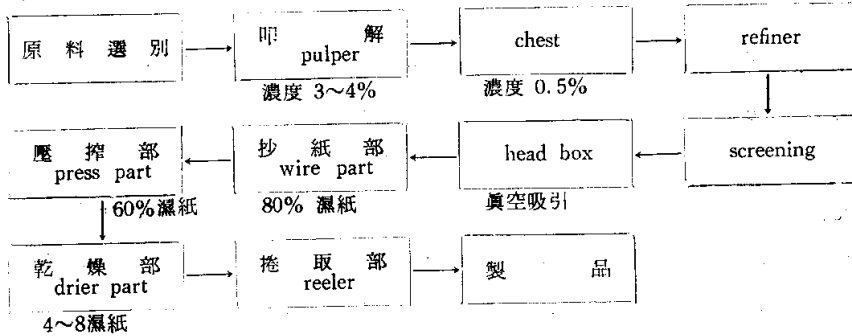 原料選別
叩解
pulper
濃度 3～4%
chest
濃度 0.5%
refiner
screening
head box
眞空吸引
抄紙部
wire part
80% 濕紙
壓搾部
press part
60%濕紙
乾燥部
drier part
4～8濕紙
捲取部
reeler
製品